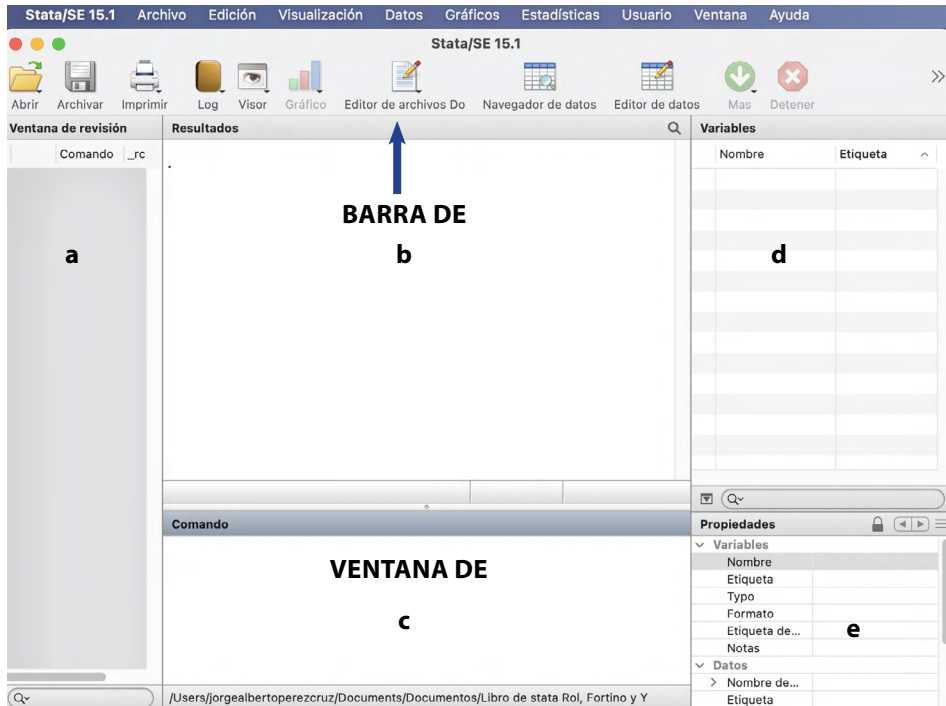 Stata/SE 15.1 Archivo Edición Visualización Datos Gráficos Estadísticas Usuario Ventana Ayuda
Stata/SE 15.1
Abrir Archivar Imprimir Log Visor Gráfico Editor de archivos Do Navegador de datos Editor de datos Mas Detener
Ventana de revisión Resultados Variables
Comando _rc Nombre Etiqueta
.
BARRA DE
a b d
Comando Propiedades
Variables
VENTANA DE Nombre
Etiqueta
Typo
Formato
c Etiqueta de... e
Notas
Datos
Nombre de...
/Users/jorgealbertoperezcruz/Documents/Documentos/Libro de stata Rol, Fortino y Y Etiqueta